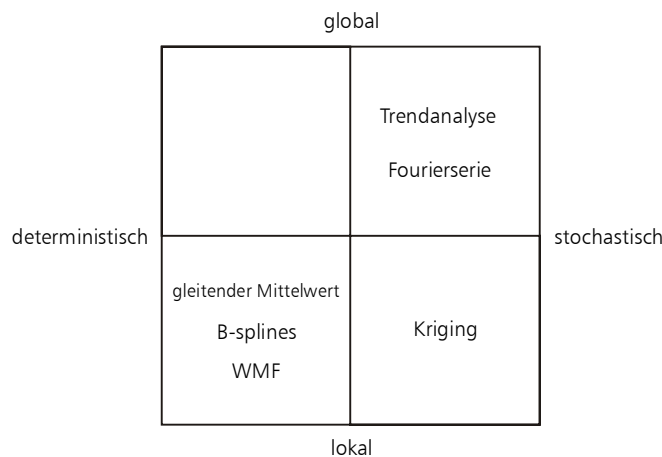 global
Trendanalyse
Fourierserie
deterministisch
stochastisch
gleitender Mittelwert
B-splines
WMF
Kriging
lokal